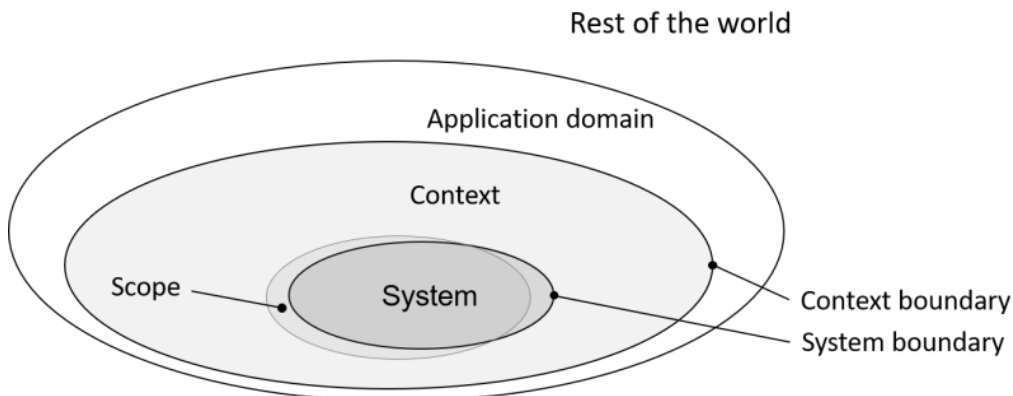 Rest of the world
Application domain
Context
Scope
System
Context boundary
System boundary